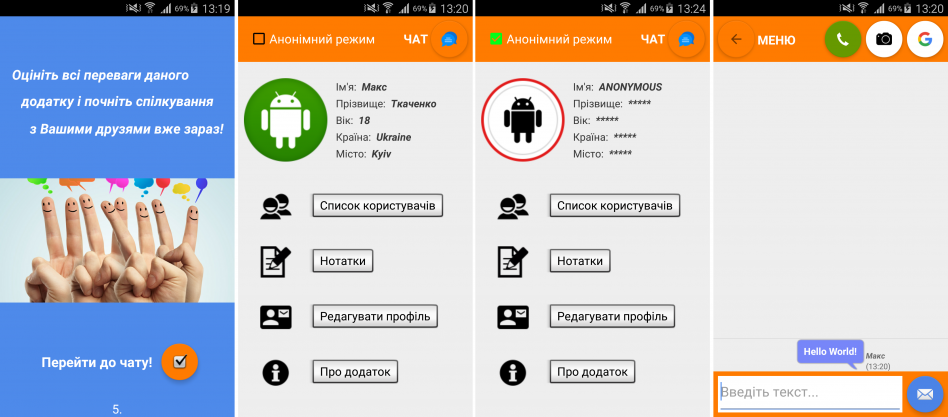 69% 13:19
Оцініть всі переваги даного
додатку і почніть спілкування
з Вашими друзями вже зараз!
Перейти до чату!
5.
69% 13:20
Анонімний режим ЧАТ
Ім'я: Макс
Прізвище: Ткаченко
Вік: 18
Країна: Ukraine
Місто: Kyiv
Список користувачів
Нотатки
Редагувати профіль
Про додаток
69% 13:24
Анонімний режим ЧАТ
Ім'я: ANONYMOUS
Прізвище: *****
Вік: *****
Країна: *****
Місто: *****
Список користувачів
Нотатки
Редагувати профіль
Про додаток
69% 13:20
МЕНЮ G
Hello World!
Макс
(13:20)
Введіть текст...